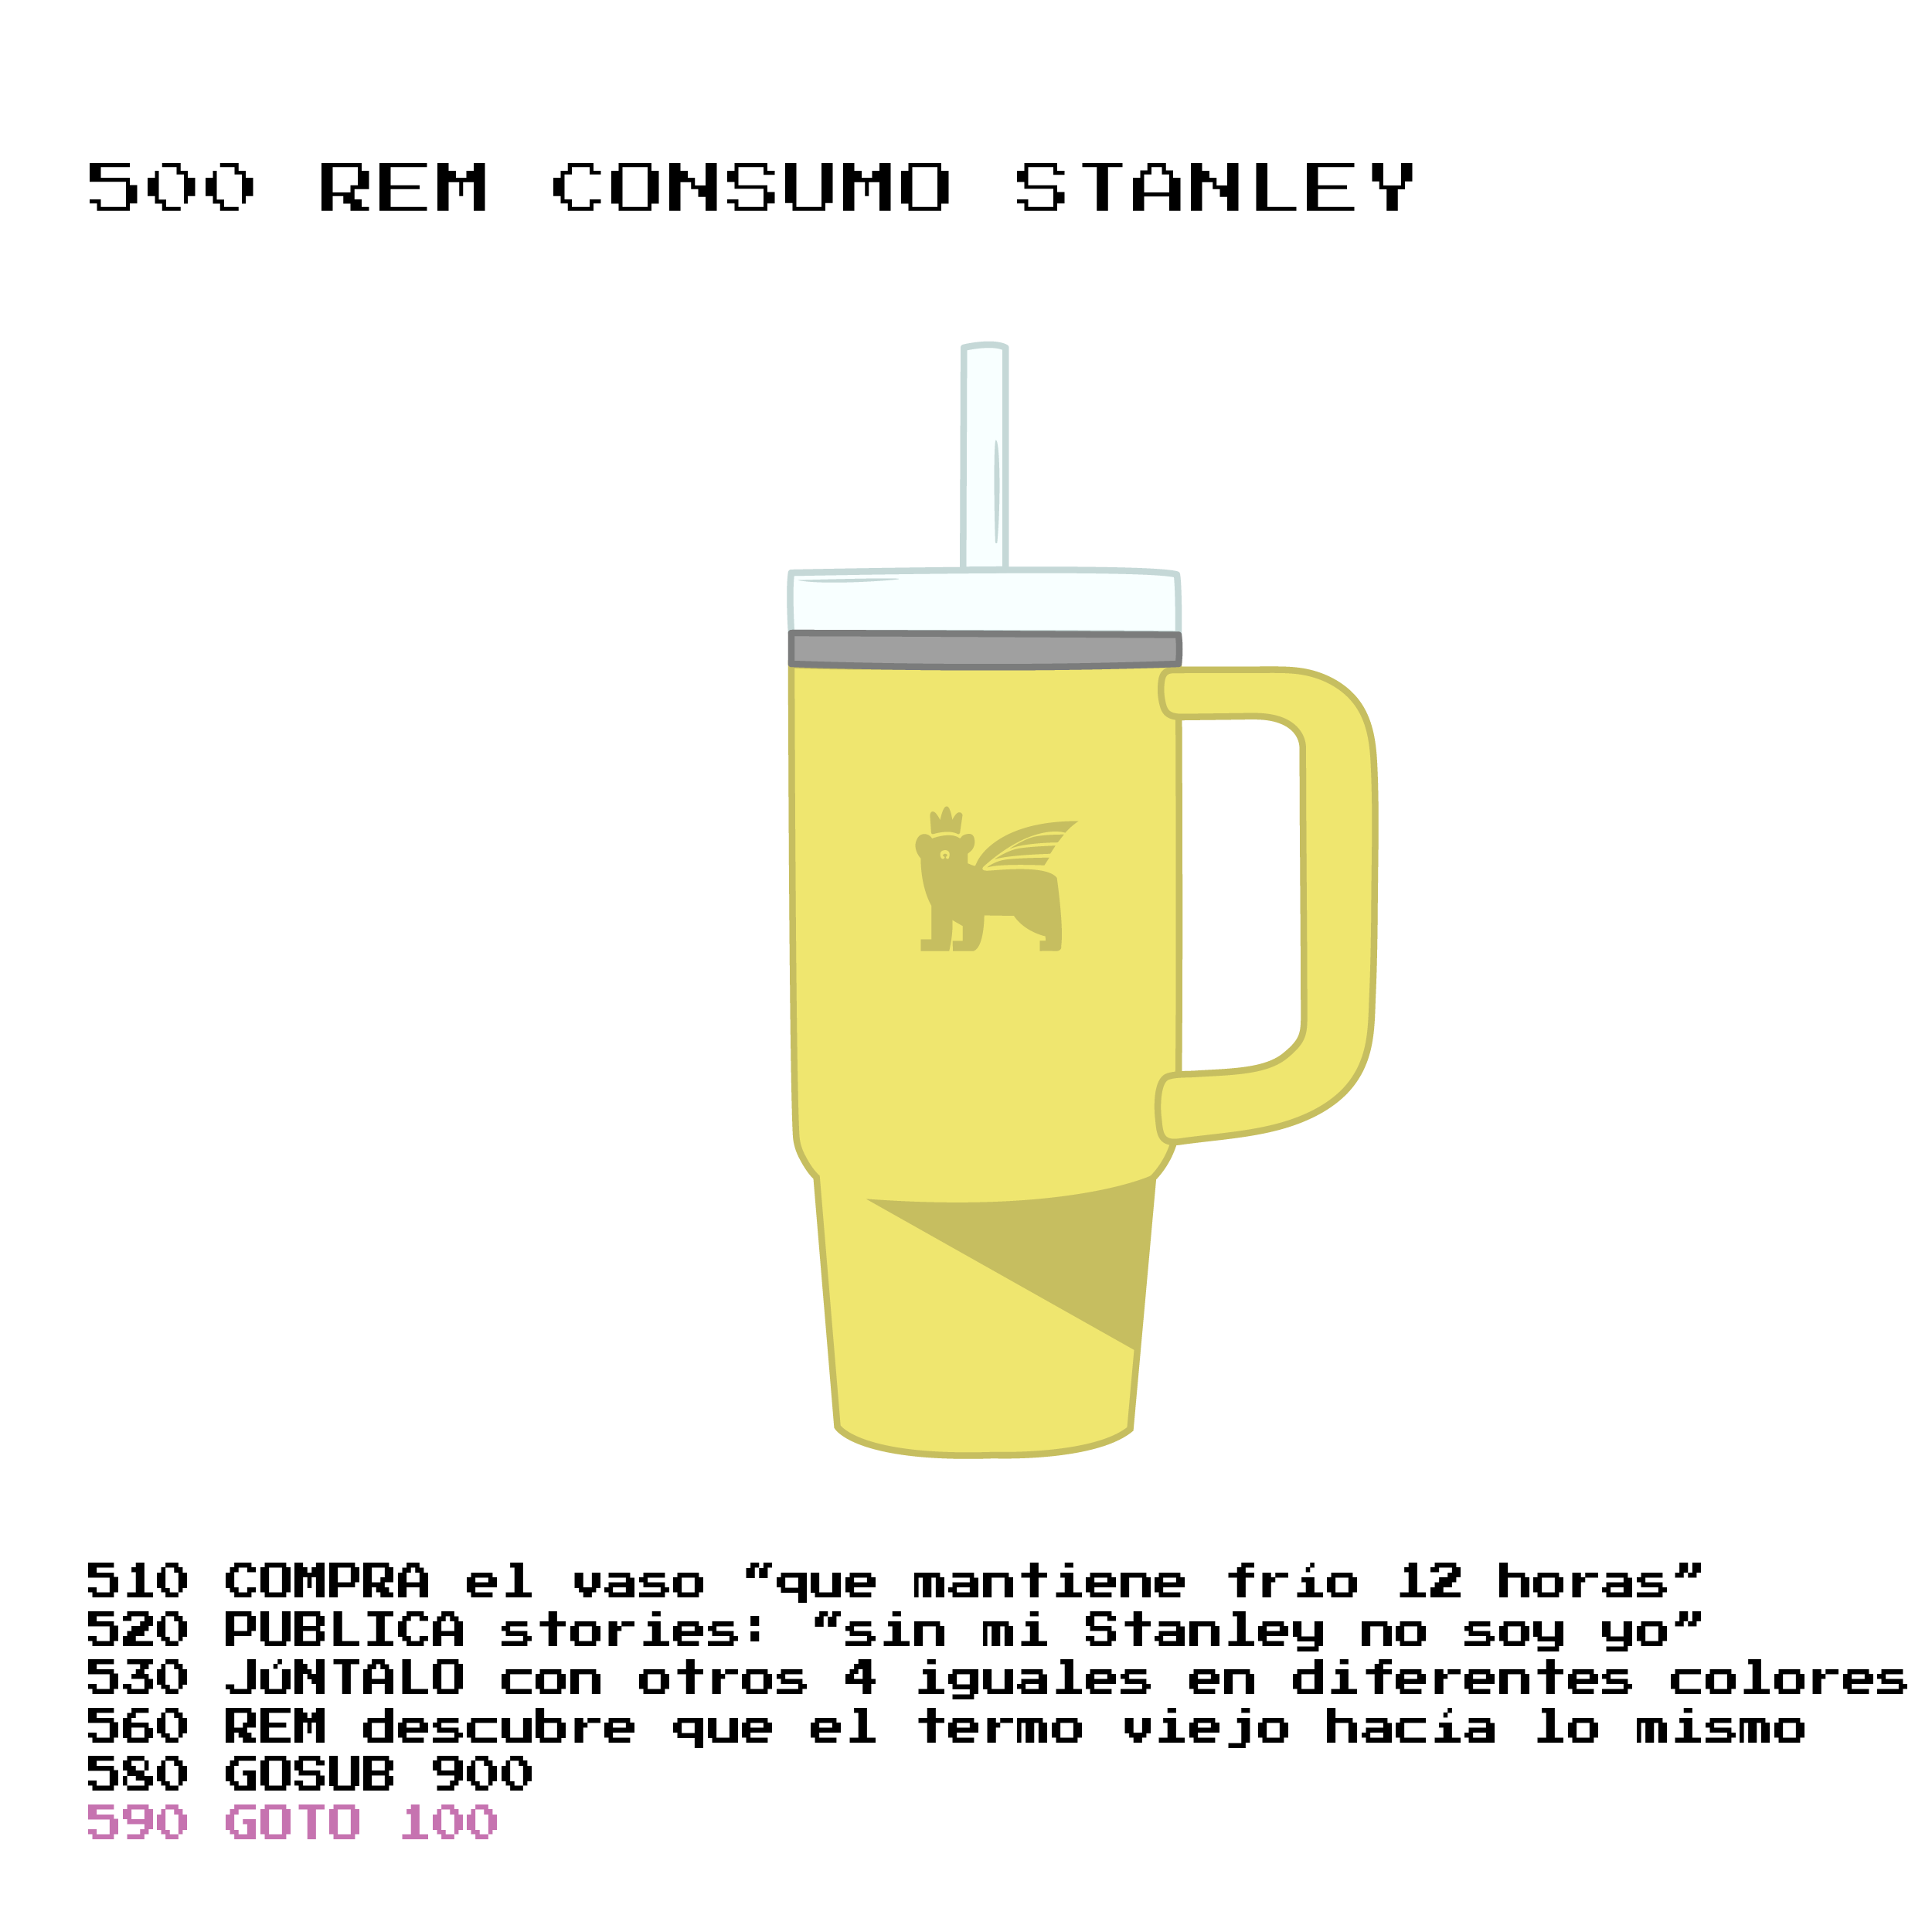 500 REM CONSUMO STANLEY
510 COMPRA el vaso “que mantiene frío 12 horas”
520 PUBLICA stories: “sin mi Stanley no soy yo”
530 JÚNTALO con otros 4 iguales en diferentes colores
560 REM descubre que el termo viejo hacía lo mismo
580 GOSUB 900
590 GOTO 100